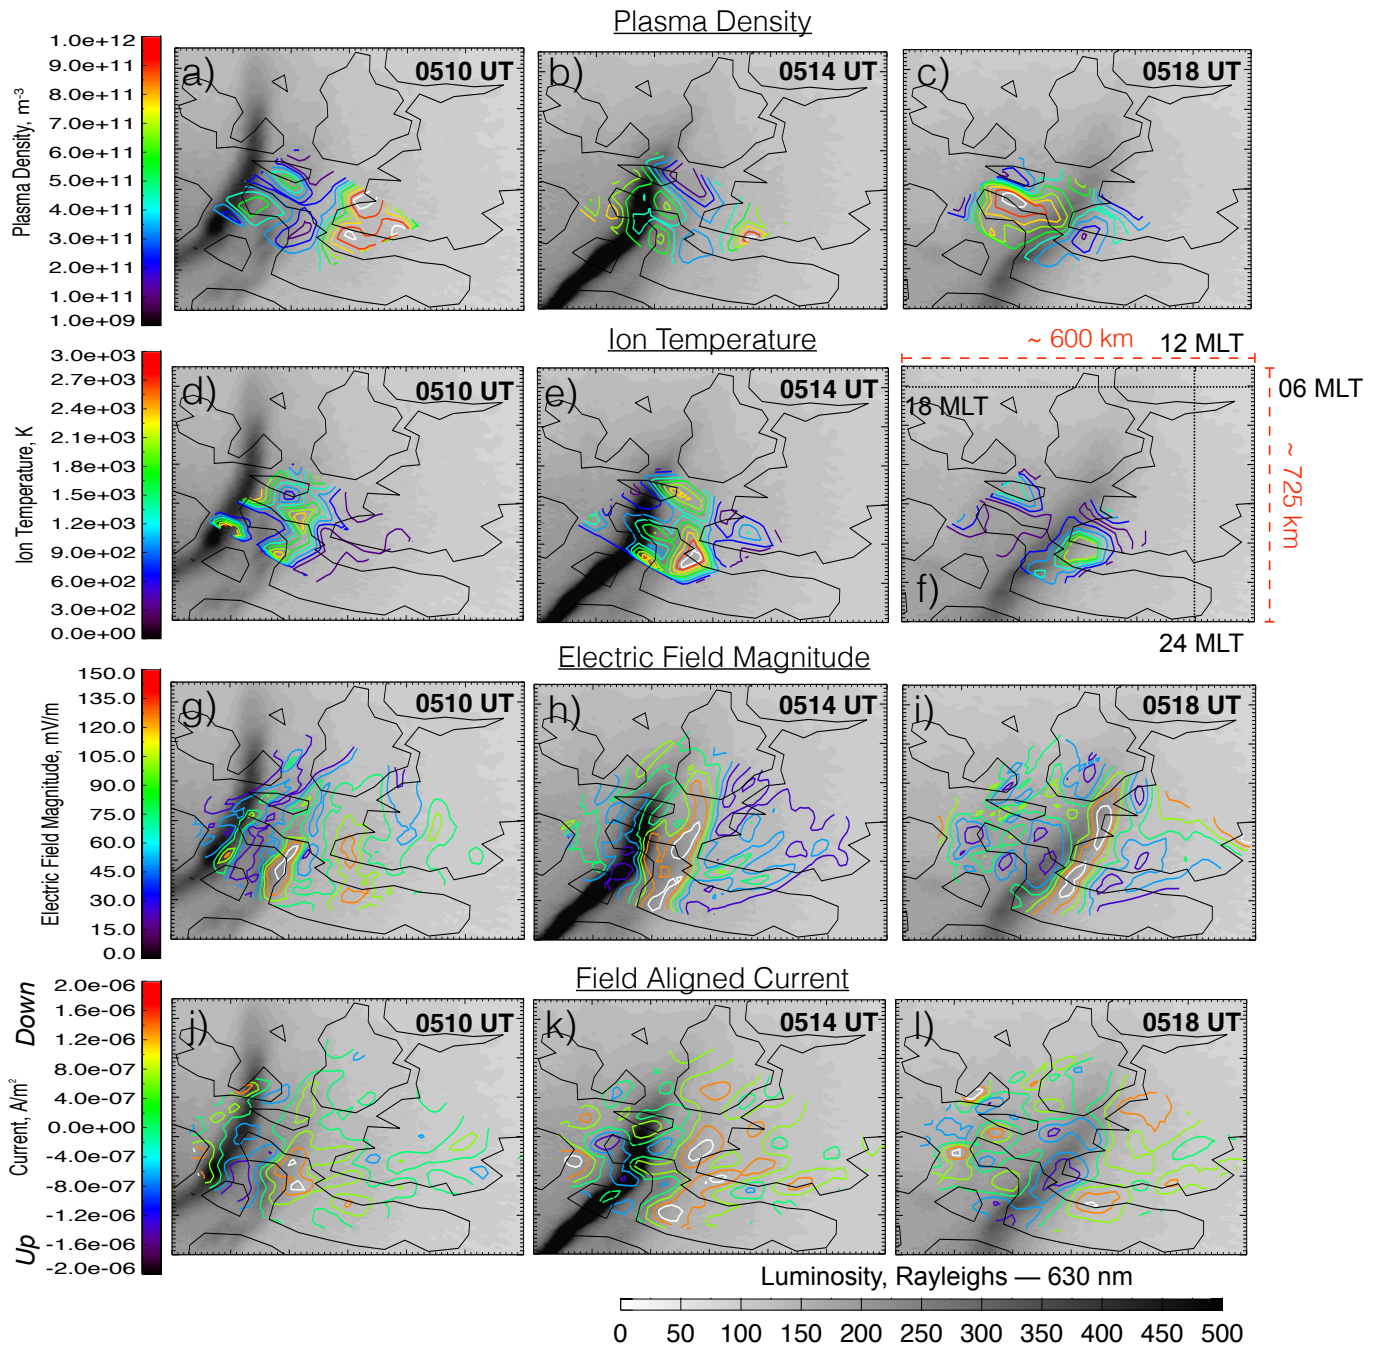 Plasma Density
1.0e+12
9.0e+11
8.0e+11
7.0e+11
6.0e+11
5.0e+11
4.0e+11
3.0e+11
2.0e+11
1.0e+11
1.0e+09
Plasma Density, m⁻³
a)
0510 UT
b)
0514 UT
c)
0518 UT
Ion Temperature
3.0e+03
2.7e+03
2.4e+03
2.1e+03
1.8e+03
1.5e+03
1.2e+03
9.0e+02
6.0e+02
3.0e+02
0.0e+00
Ion Temperature, K
d)
0510 UT
e)
0514 UT
~ 600 km
12 MLT
18 MLT
06 MLT
~ 725 km
f)
24 MLT
Electric Field Magnitude
150.0
135.0
120.0
105.0
90.0
75.0
60.0
45.0
30.0
15.0
0.0
Electric Field Magnitude, mV/m
g)
0510 UT
h)
0514 UT
i)
0518 UT
Field Aligned Current
2.0e-06
1.6e-06
1.2e-06
8.0e-07
4.0e-07
0.0e+00
-4.0e-07
-8.0e-07
-1.2e-06
-1.6e-06
-2.0e-06
Down
Current, A/m²
Up
j)
0510 UT
k)
0514 UT
l)
0518 UT
Luminosity, Rayleighs — 630 nm
0 50 100 150 200 250 300 350 400 450 500